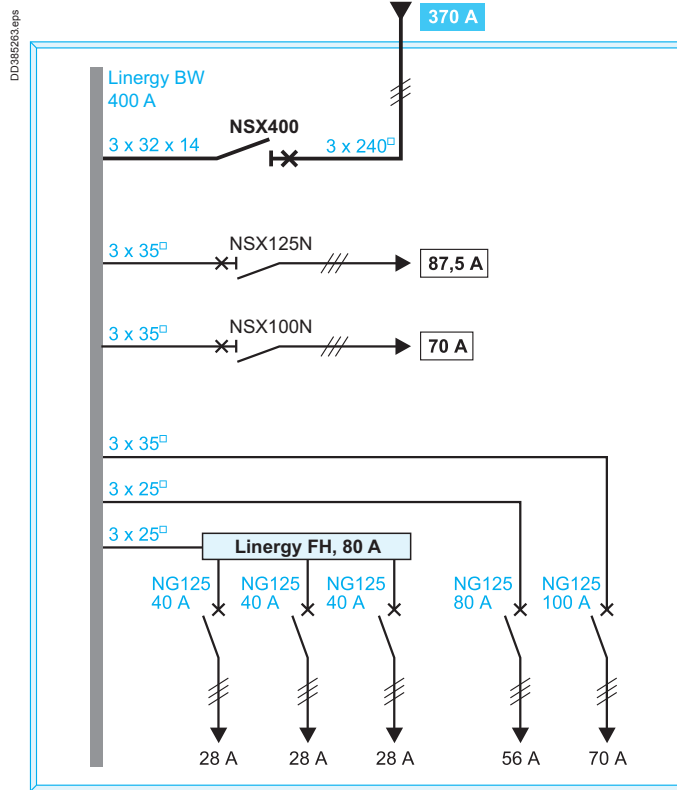 DD385263.eps
370 A
Linergy BW
400 A
NSX400
3 x 32 x 14
3 x 240□
NSX125N
3 x 35□
87,5 A
NSX100N
3 x 35□
70 A
3 x 35□
3 x 25□
3 x 25□
Linergy FH, 80 A
NG125
40 A
NG125
40 A
NG125
40 A
NG125
80 A
NG125
100 A
28 A
28 A
28 A
56 A
70 A